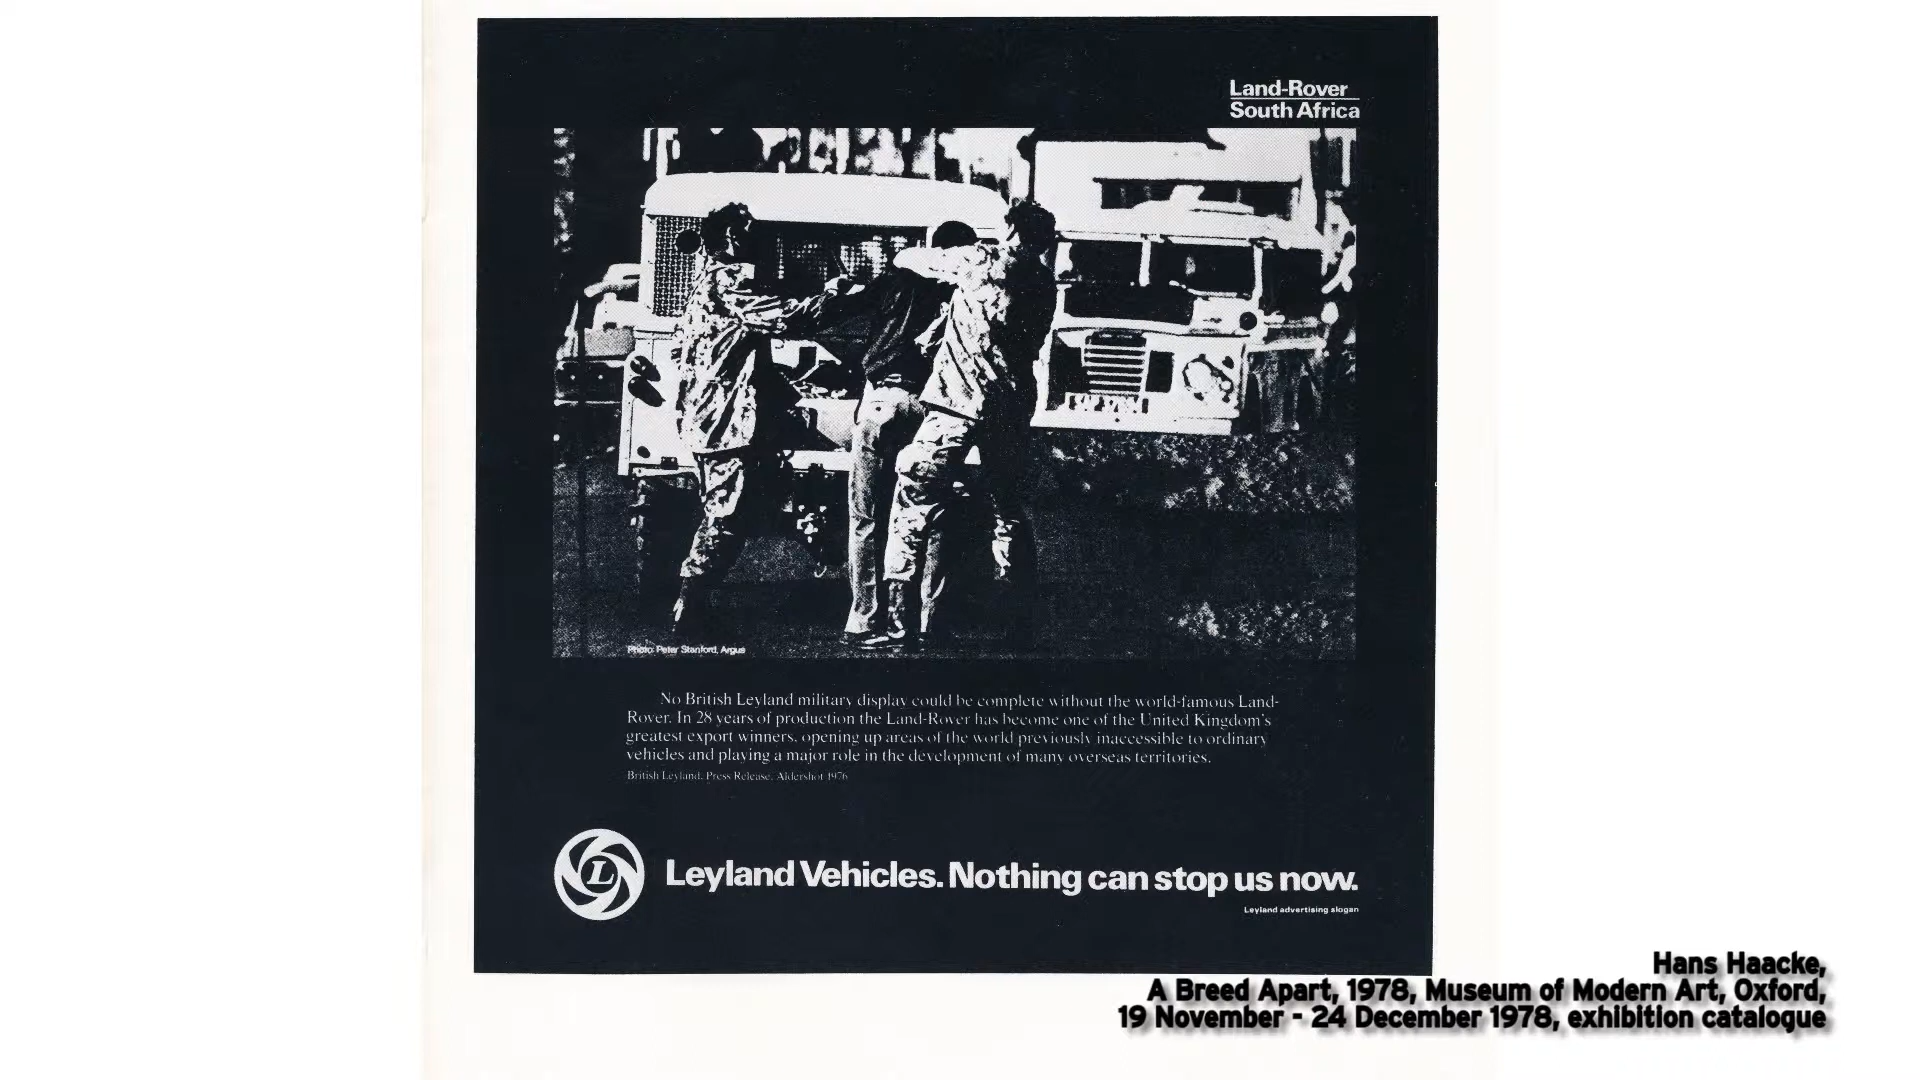 Land-Rover
South Africa
Photo: Peter Stanford, Argus
No British Leyland military display could be complete without the world-famous Land-
Rover. In 28 years of production the Land-Rover has become one of the United Kingdom's
greatest export winners, opening up areas of the world previously inaccessible to ordinary
vehicles and playing a major role in the development of many overseas territories.
British Leyland, Press Release, Aldershot 1976
L
Leyland Vehicles. Nothing can stop us now.
Leyland advertising slogan
Hans Haacke,
A Breed Apart, 1978, Museum of Modern Art, Oxford,
19 November - 24 December 1978, exhibition catalogue